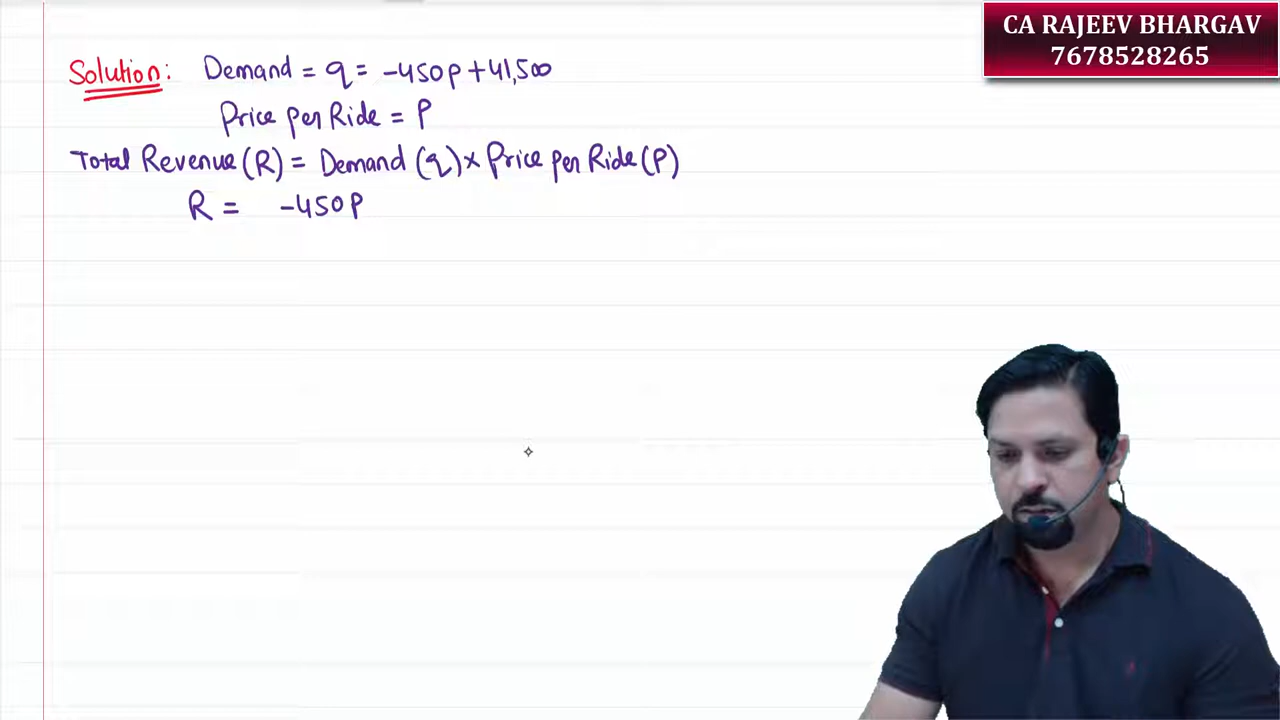 CA RAJEEV BHARGAV
7678528265
Solution: Demand = q = -450P + 41,500
Price per Ride = P
Total Revenue (R) = Demand (q) × Price per Ride (P)
R = -450P